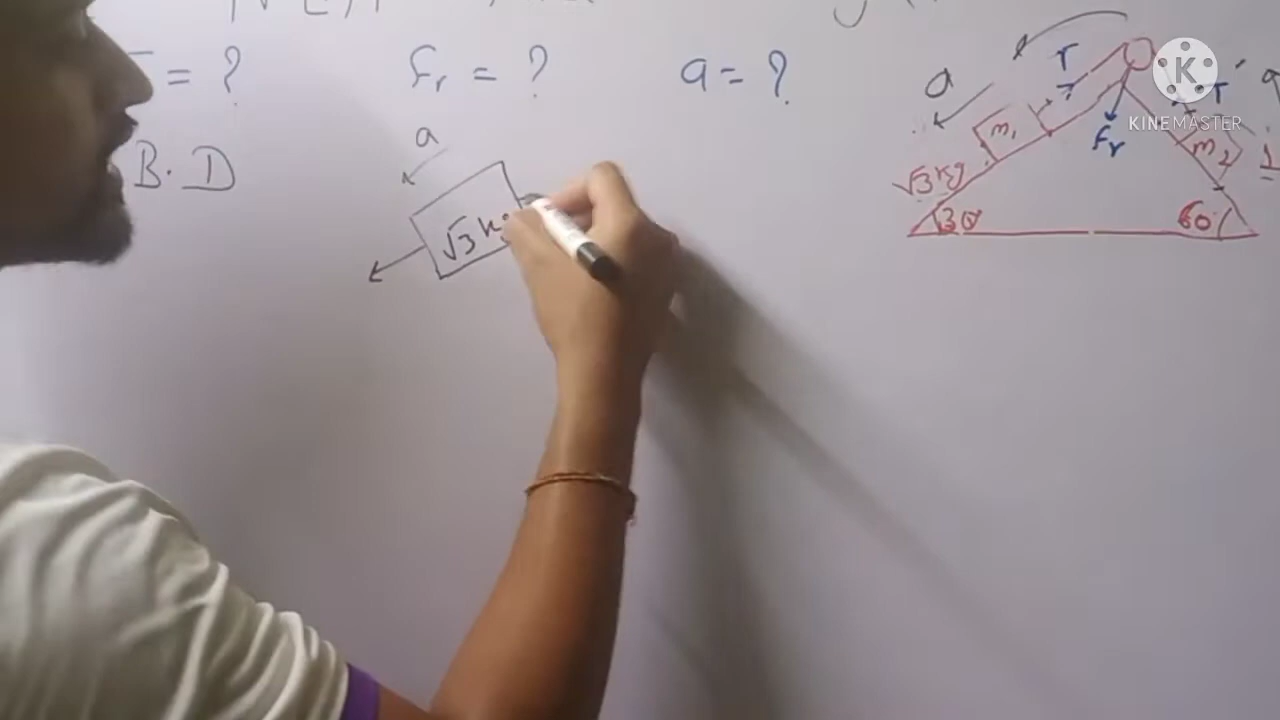 = ? Fr = ? a = ?
B. D
a
√3 kg
a
T
T
m₁
Fr
m₂
√3 kg
30
60
K
KINEMASTER